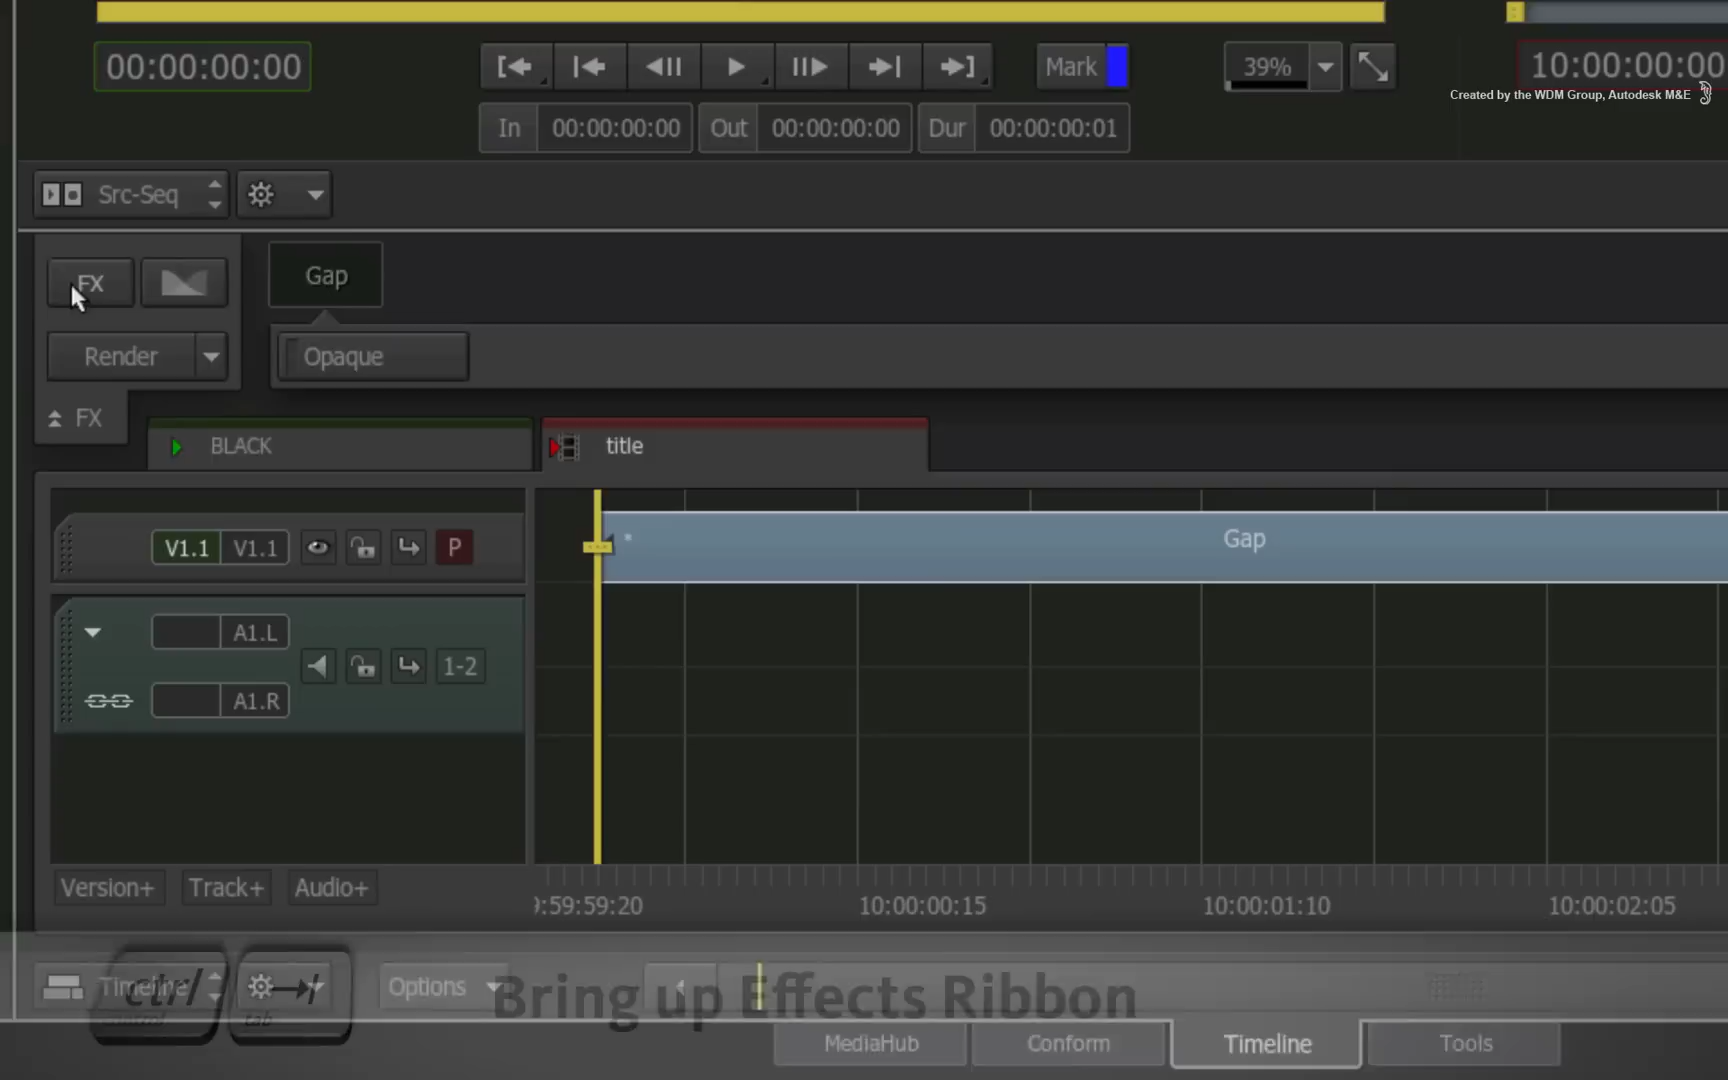 00:00:00:00
Mark
39%
10:00:00:00
Created by the WDM Group, Autodesk M&E
In 00:00:00:00 Out 00:00:00:00 Dur 00:00:00:01
Src-Seq
FX
Gap
Render
Opaque
FX
BLACK
title
V1.1 V1.1 P
* Gap
A1.L
1-2
A1.R
Version+ Track+ Audio+
:59:59:20 10:00:00:15 10:00:01:10 10:00:02:05
Timeline
Options
ctrl
control
tab
Bring up Effects Ribbon
MediaHub Conform Timeline Tools